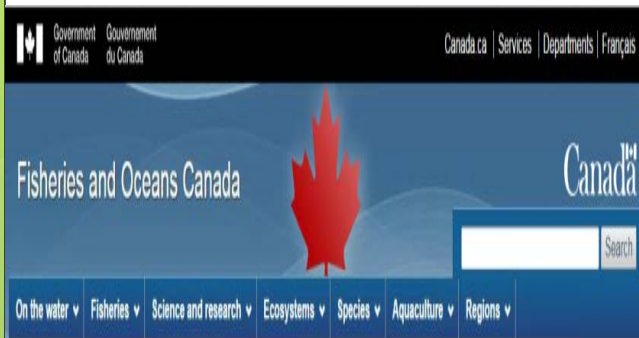 Government Gouvernement
of Canada du Canada
Canada.ca | Services | Departments | Français
Fisheries and Oceans Canada
Canada
Search
On the water Fisheries Science and research Ecosystems Species Aquaculture Regions